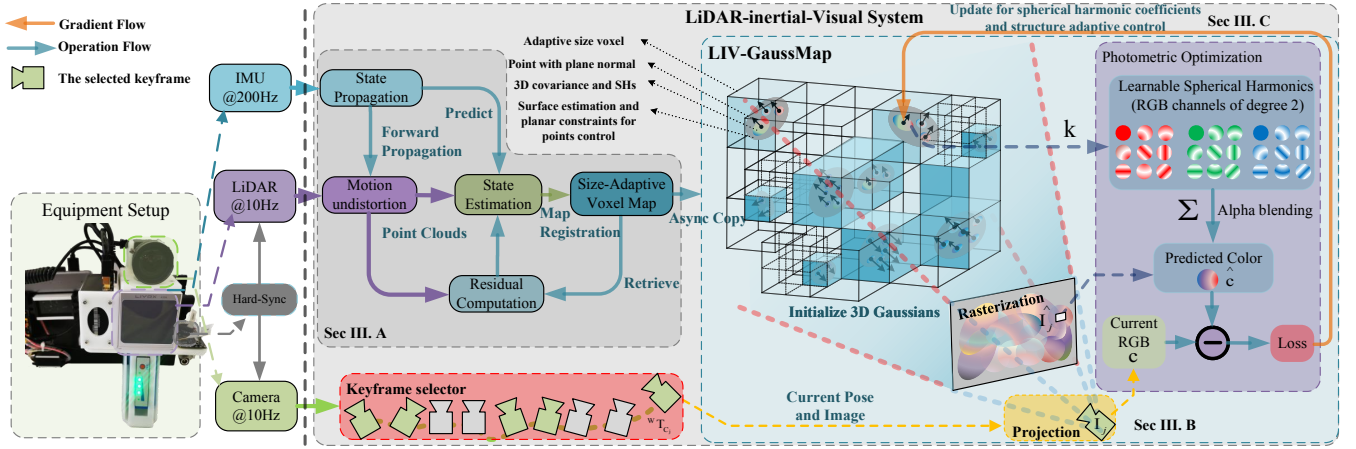 Gradient Flow
Operation Flow
The selected keyframe
Equipment Setup
IMU
@200Hz
LiDAR
@10Hz
Hard-Sync
Camera
@10Hz
LiDAR-inertial-Visual System
State
Propagation
Forward
Propagation
Predict
Motion
undistortion
State
Estimation
Size-Adaptive
Voxel Map
Map
Registration
Point Clouds
Residual
Computation
Retrieve
Async Copy
Sec III. A
Keyframe selector
ᵂT_{C_j}
Adaptive size voxel
Point with plane normal
3D covariance and SHs
Surface estimation and
planar constraints for
points control
LIV-GaussMap
Update for spherical harmonic coefficients
and structure adaptive control
Sec III. C
Initialize 3D Gaussians
Rasterization
Î_j
Current Pose
and Image
Projection
I_j
Sec III. B
k
Photometric Optimization
Learnable Spherical Harmonics
(RGB channels of degree 2)
Σ
Alpha blending
Predicted Color
ĉ
Current
RGB
c
−
Loss